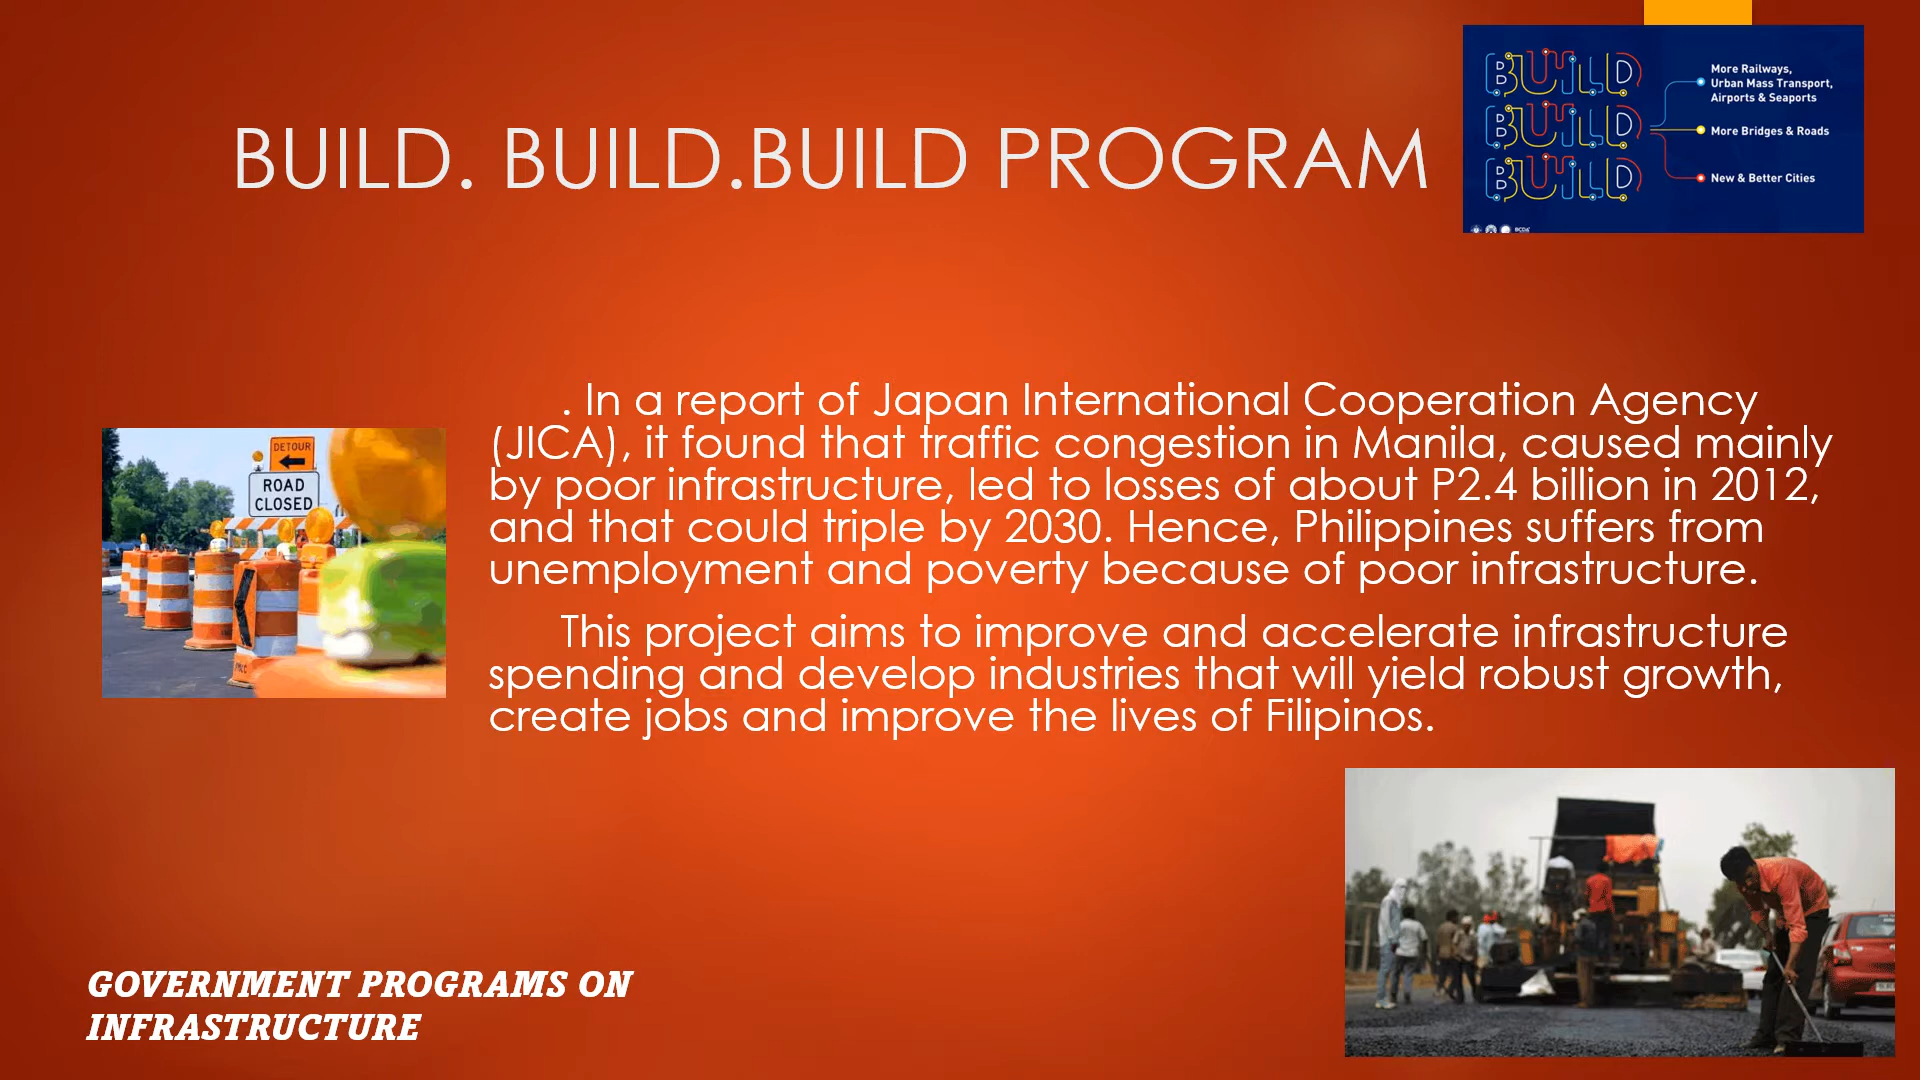 BUILD. BUILD.BUILD PROGRAM
BUILD
BUILD
BUILD
More Railways,
Urban Mass Transport,
Airports & Seaports
More Bridges & Roads
New & Better Cities
BCDA
DETOUR
ROAD
CLOSED
. In a report of Japan International Cooperation Agency
(JICA), it found that traffic congestion in Manila, caused mainly
by poor infrastructure, led to losses of about P2.4 billion in 2012,
and that could triple by 2030. Hence, Philippines suffers from
unemployment and poverty because of poor infrastructure.
This project aims to improve and accelerate infrastructure
spending and develop industries that will yield robust growth,
create jobs and improve the lives of Filipinos.
GOVERNMENT PROGRAMS ON
INFRASTRUCTURE